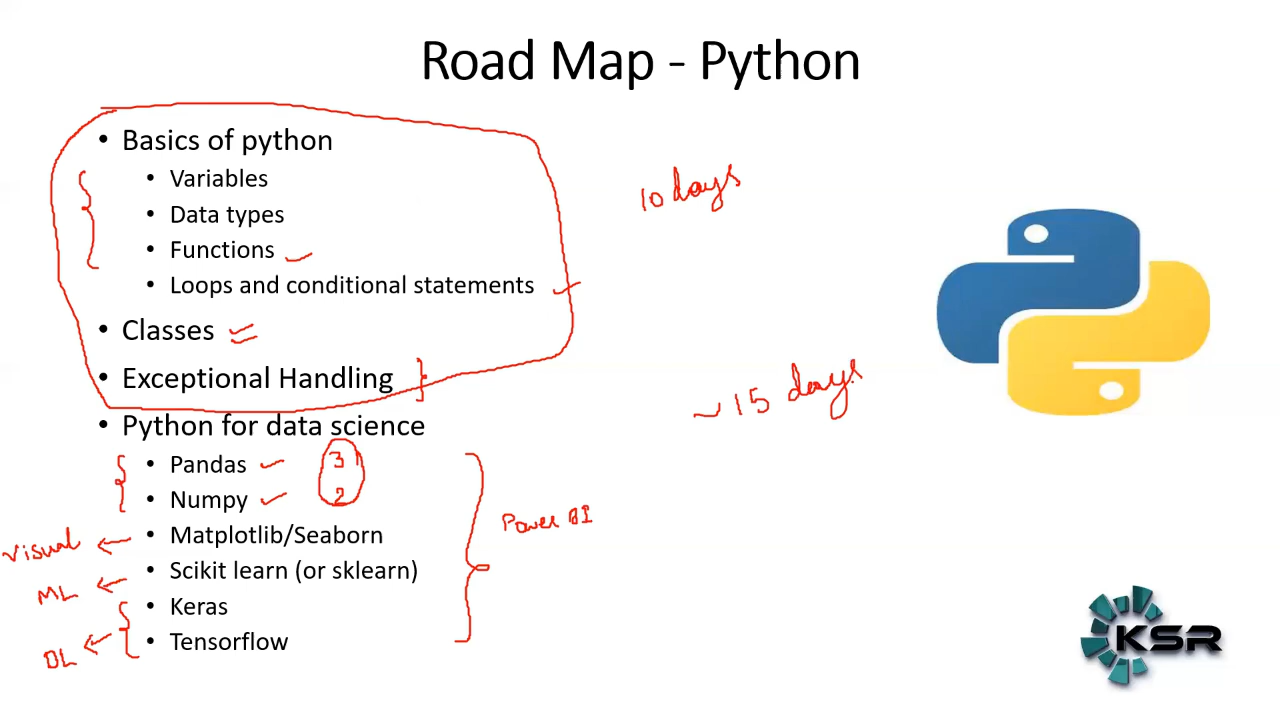 Road Map - Python
• Basics of python
• Variables
• Data types
• Functions
• Loops and conditional statements
10 days
• Classes
• Exceptional Handling
~15 days
• Python for data science
• Pandas 3
• Numpy 2
• Matplotlib/Seaborn
Visual
Power BI
• Scikit learn (or sklearn)
ML
• Keras
• Tensorflow
DL
KSR